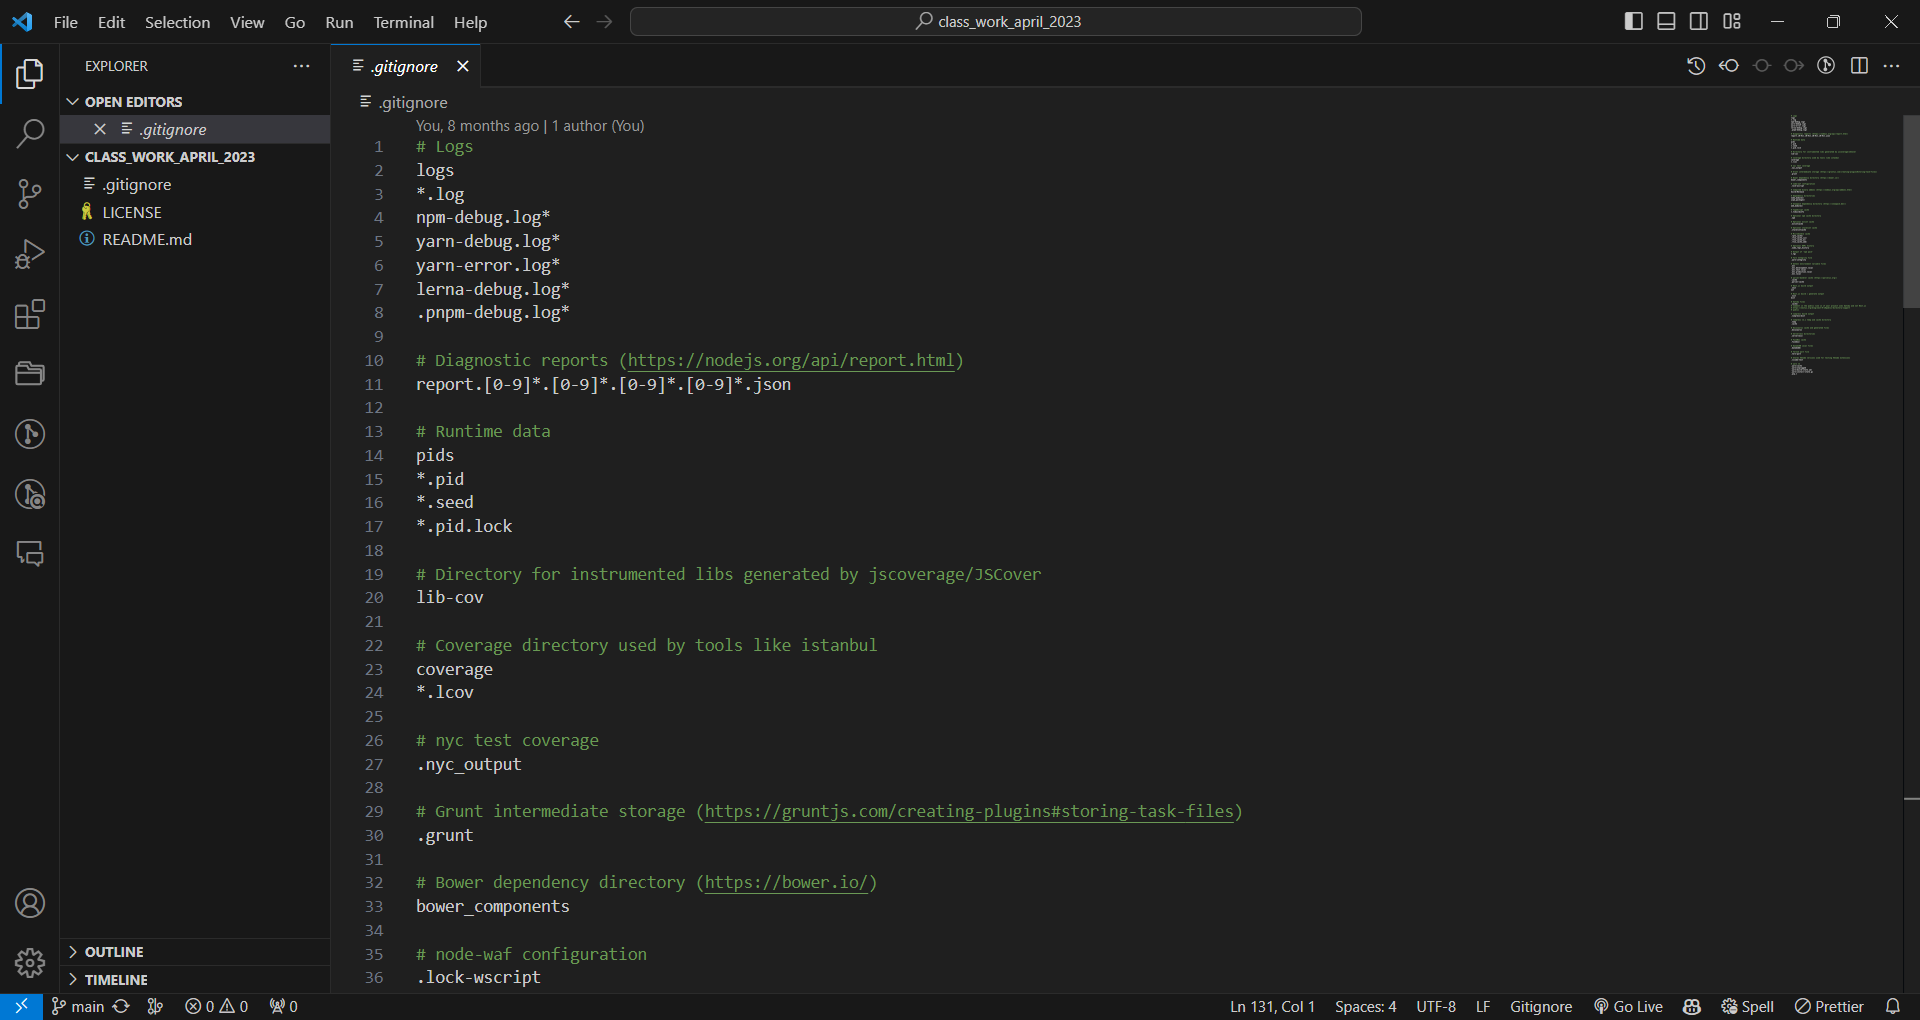 File Edit Selection View Go Run Terminal Help
class_work_april_2023
EXPLORER
OPEN EDITORS
.gitignore
CLASS_WORK_APRIL_2023
.gitignore
LICENSE
README.md
OUTLINE
TIMELINE
.gitignore
.gitignore
You, 8 months ago | 1 author (You)
1 # Logs
2 logs
3 *.log
4 npm-debug.log*
5 yarn-debug.log*
6 yarn-error.log*
7 lerna-debug.log*
8 .pnpm-debug.log*
9
10 # Diagnostic reports (https://nodejs.org/api/report.html)
11 report.[0-9]*.[0-9]*.[0-9]*.[0-9]*.json
12
13 # Runtime data
14 pids
15 *.pid
16 *.seed
17 *.pid.lock
18
19 # Directory for instrumented libs generated by jscoverage/JSCover
20 lib-cov
21
22 # Coverage directory used by tools like istanbul
23 coverage
24 *.lcov
25
26 # nyc test coverage
27 .nyc_output
28
29 # Grunt intermediate storage (https://gruntjs.com/creating-plugins#storing-task-files)
30 .grunt
31
32 # Bower dependency directory (https://bower.io/)
33 bower_components
34
35 # node-waf configuration
36 .lock-wscript
main 0 0 0 Ln 131, Col 1 Spaces: 4 UTF-8 LF Gitignore Go Live Spell Prettier